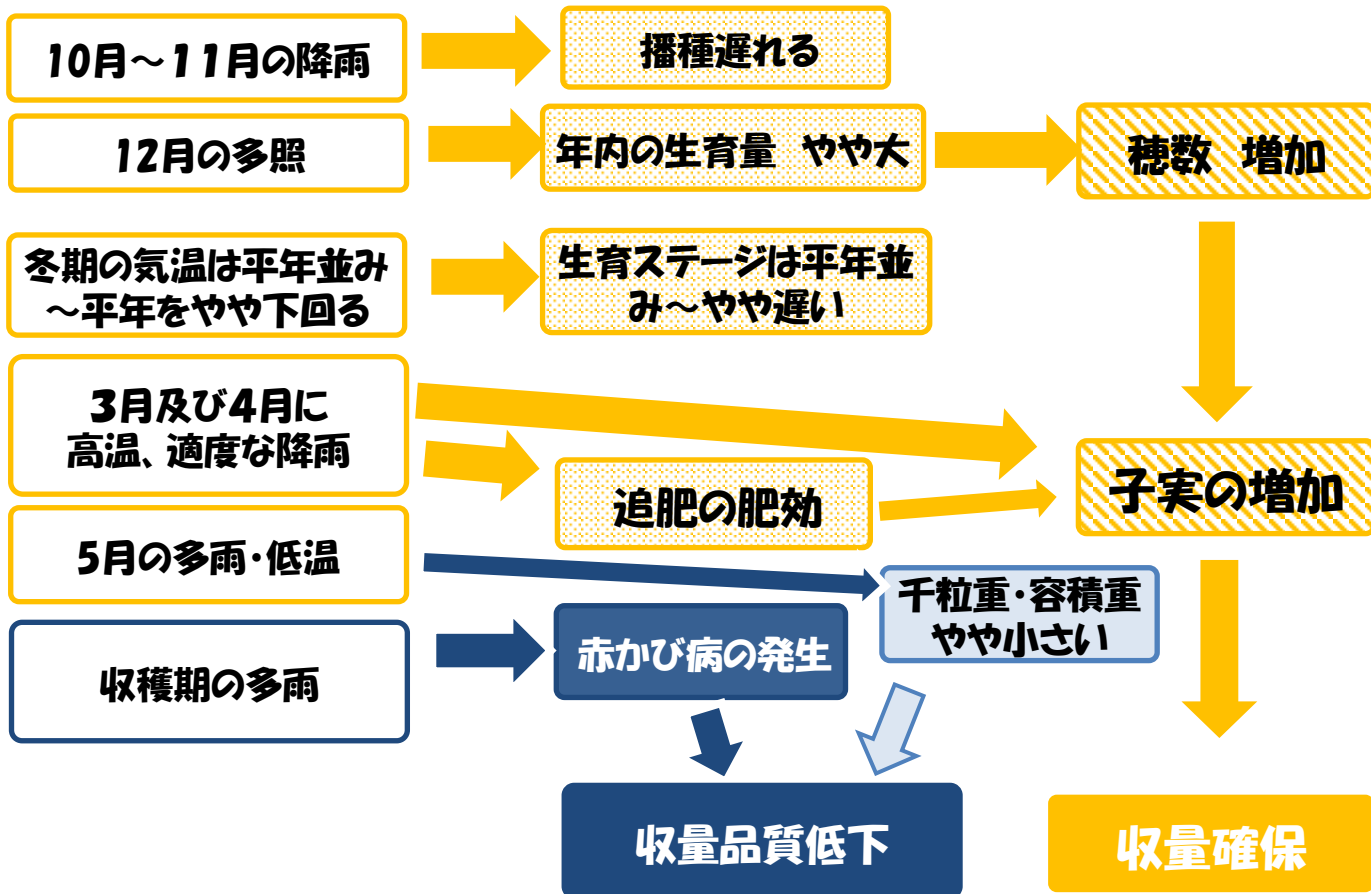 10月～11月の降雨
播種遅れる
12月の多照
年内の生育量　やや大
穂数　増加
冬期の気温は平年並み
～平年をやや下回る
生育ステージは平年並
み～やや遅い
3月及び4月に
高温、適度な降雨
追肥の肥効
子実の増加
5月の多雨・低温
千粒重・容積重
やや小さい
収穫期の多雨
赤かび病の発生
収量品質低下
収量確保